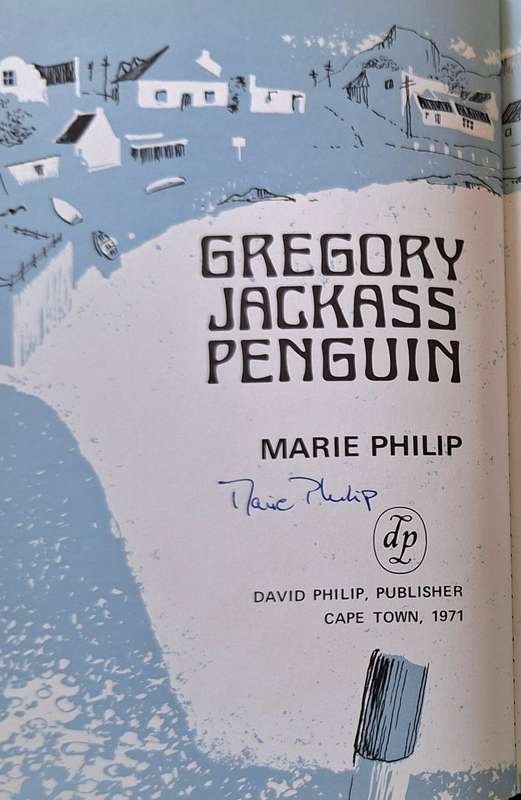 GREGORY
JACKASS
PENGUIN
MARIE PHILIP
Marie Philip
dp
DAVID PHILIP, PUBLISHER
CAPE TOWN, 1971